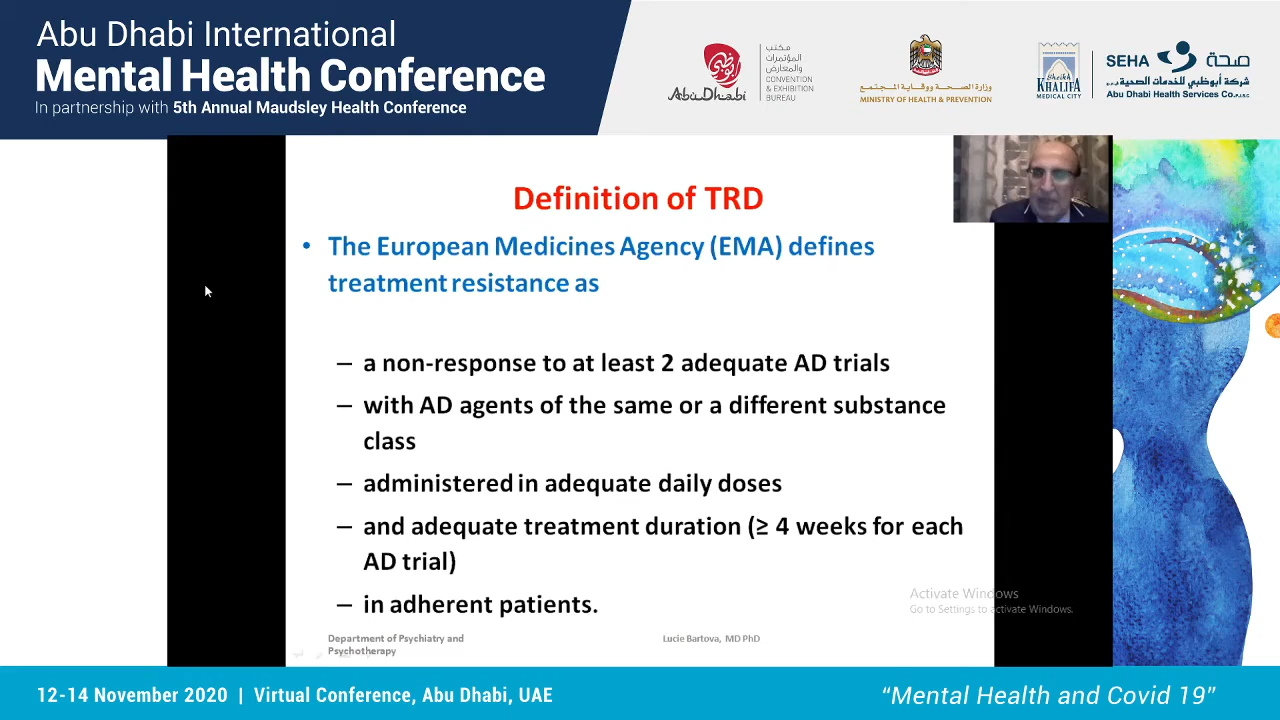 Abu Dhabi International
Mental Health Conference
In partnership with 5th Annual Maudsley Health Conference
AbuDhabi
مكتب
المؤتمرات
والمعارض
CONVENTION
& EXHIBITION
BUREAU
وزارة الصحة ووقاية المجتمع
MINISTRY OF HEALTH & PREVENTION
Sheikh
KHALIFA
MEDICAL CITY
SEHA صحة
شركة أبوظبي للخدمات الصحية ش.م.ع
Abu Dhabi Health Services Co. PJSC
Definition of TRD
• The European Medicines Agency (EMA) defines
treatment resistance as
– a non-response to at least 2 adequate AD trials
– with AD agents of the same or a different substance
class
– administered in adequate daily doses
– and adequate treatment duration (≥ 4 weeks for each
AD trial)
– in adherent patients.
Activate Windows
Go to Settings to activate Windows.
Department of Psychiatry and
Psychotherapy
Lucie Bartova, MD PhD
12-14 November 2020 | Virtual Conference, Abu Dhabi, UAE
“Mental Health and Covid 19”